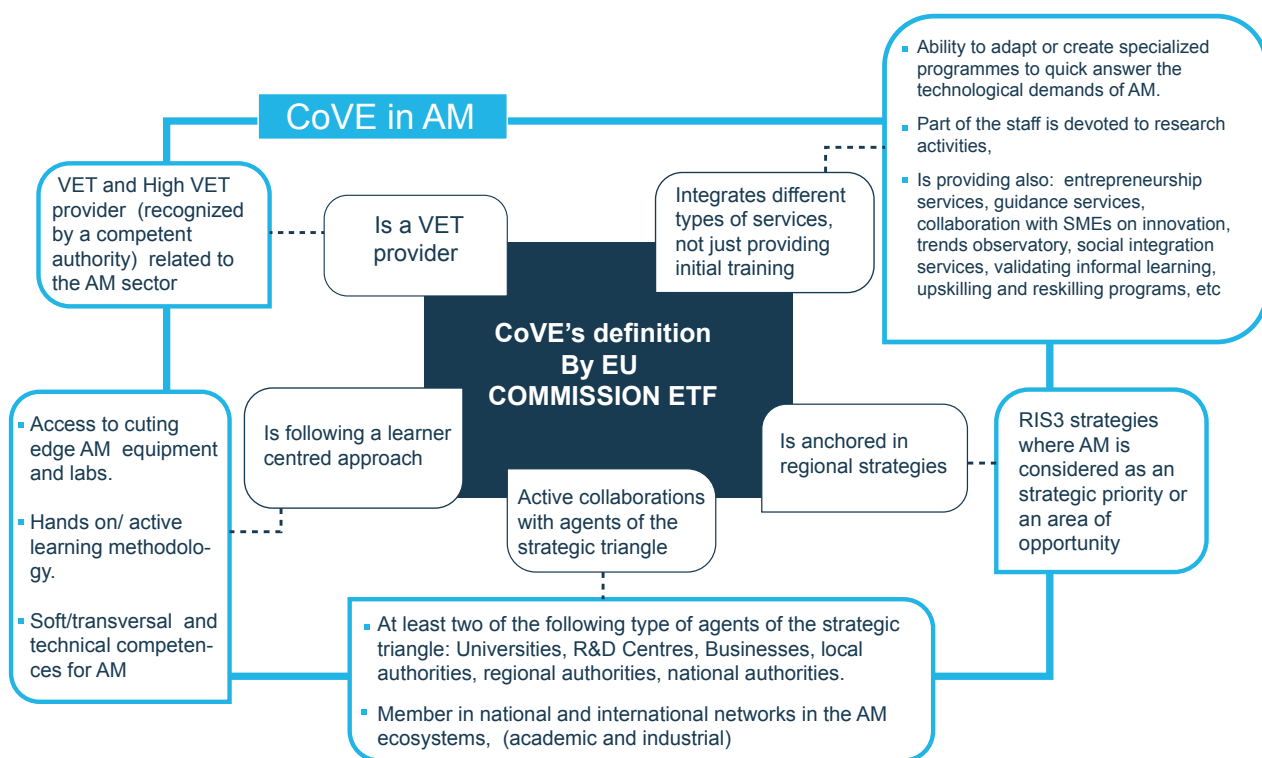 CoVE in AM
VET and High VET
provider (recognized
by a competent
authority) related to
the AM sector
Is a VET
provider
Integrates different
types of services,
not just providing
initial training
▪ Ability to adapt or create specialized
programmes to quick answer the
technological demands of AM.
▪ Part of the staff is devoted to research
activities,
▪ Is providing also: entrepreneurship
services, guidance services,
collaboration with SMEs on innovation,
trends observatory, social integration
services, validating informal learning,
upskilling and reskilling programs, etc
CoVE's definition
By EU
COMMISSION ETF
▪ Access to cuting
edge AM equipment
and labs.
▪ Hands on/ active
learning methodolo-
gy.
▪ Soft/transversal and
technical competen-
ces for AM
Is following a learner
centred approach
Active collaborations
with agents of the
strategic triangle
Is anchored in
regional strategies
RIS3 strategies
where AM is
considered as an
strategic priority or
an area of
opportunity
▪ At least two of the following type of agents of the strategic
triangle: Universities, R&D Centres, Businesses, local
authorities, regional authorities, national authorities.
▪ Member in national and international networks in the AM
ecosystems, (academic and industrial)